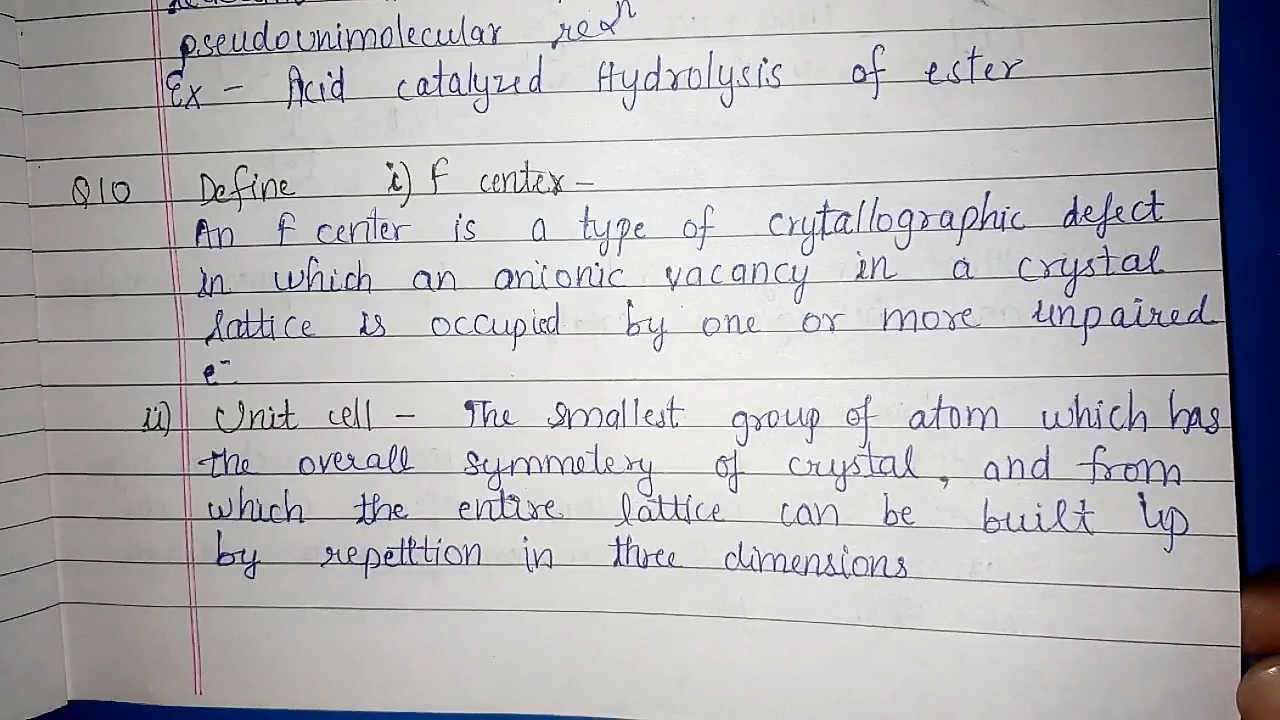 pseudounimolecular reaⁿ
Ex - Acid catalyzed Hydrolysis of ester
Q10 Define i) f center -
An f center is a type of crytallographic defect
in which an anionic vacancy in a crystal
lattice is occupied by one or more unpaired
e⁻
ii) Unit cell - The smallest group of atom which has
the overall symmetery of crystal, and from
which the entire lattice can be built up
by repettion in three dimensions